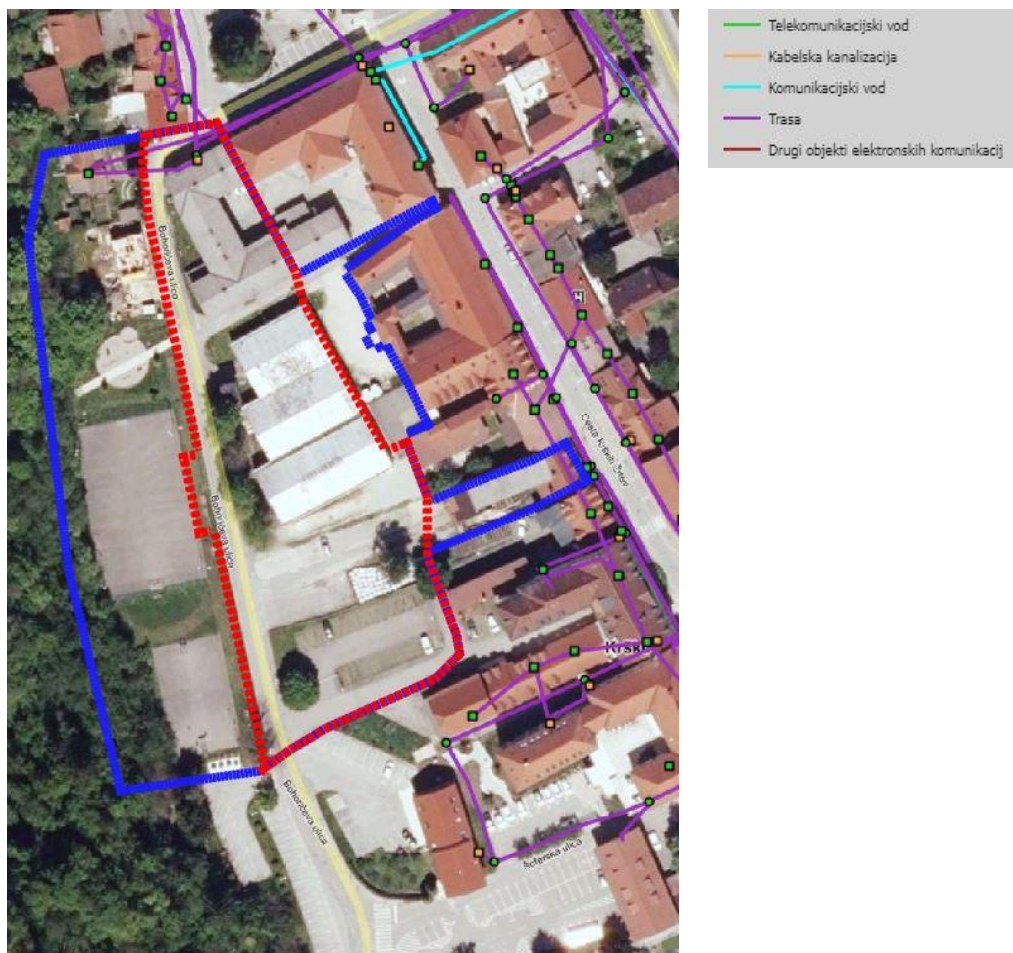 Telekomunikacijski vod
Kabelska kanalizacija
Komunikacijski vod
Trasa
Drugi objekti elektronskih komunikacij
Bohoričeva ulica
Bohoričeva ulica
Cesta krških žrtev
Krško
Bohoričeva ulica
ulica